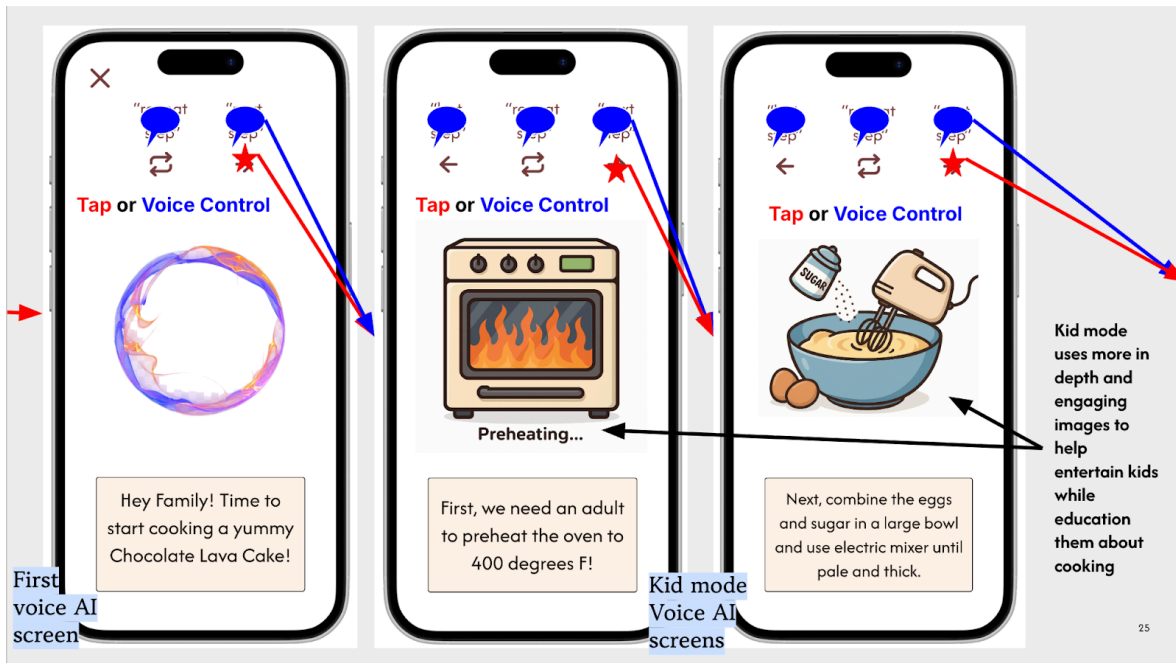 Tap or Voice Control
Hey Family! Time to
start cooking a yummy
Chocolate Lava Cake!
First
voice AI
screen
Tap or Voice Control
Preheating...
First, we need an adult
to preheat the oven to
400 degrees F!
Kid mode
Voice AI
screens
Tap or Voice Control
SUGAR
Next, combine the eggs
and sugar in a large bowl
and use electric mixer until
pale and thick.
Kid mode
uses more in
depth and
engaging
images to
help
entertain kids
while
education
them about
cooking
25